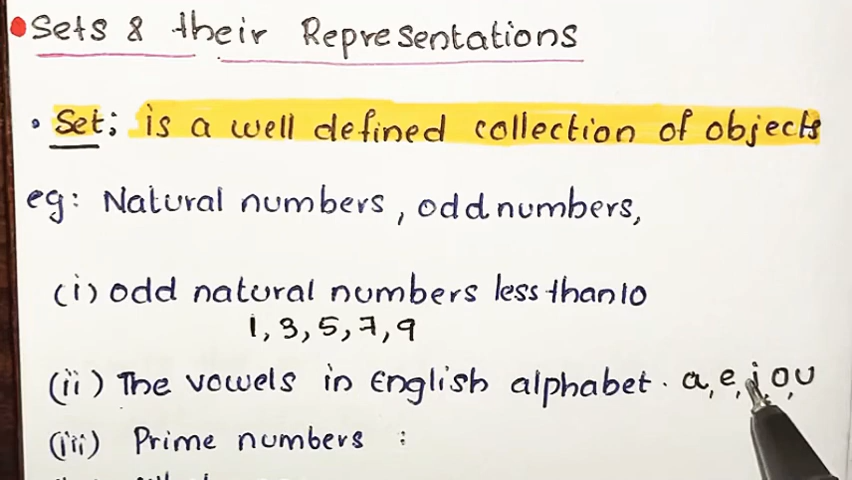 Sets & their Representations
Set: is a well defined collection of objects
eg: Natural numbers, odd numbers,
(i) odd natural numbers less than 10
1, 3, 5, 7, 9
(ii) The vowels in English alphabet. a, e, i, o, u
(iii) Prime numbers :